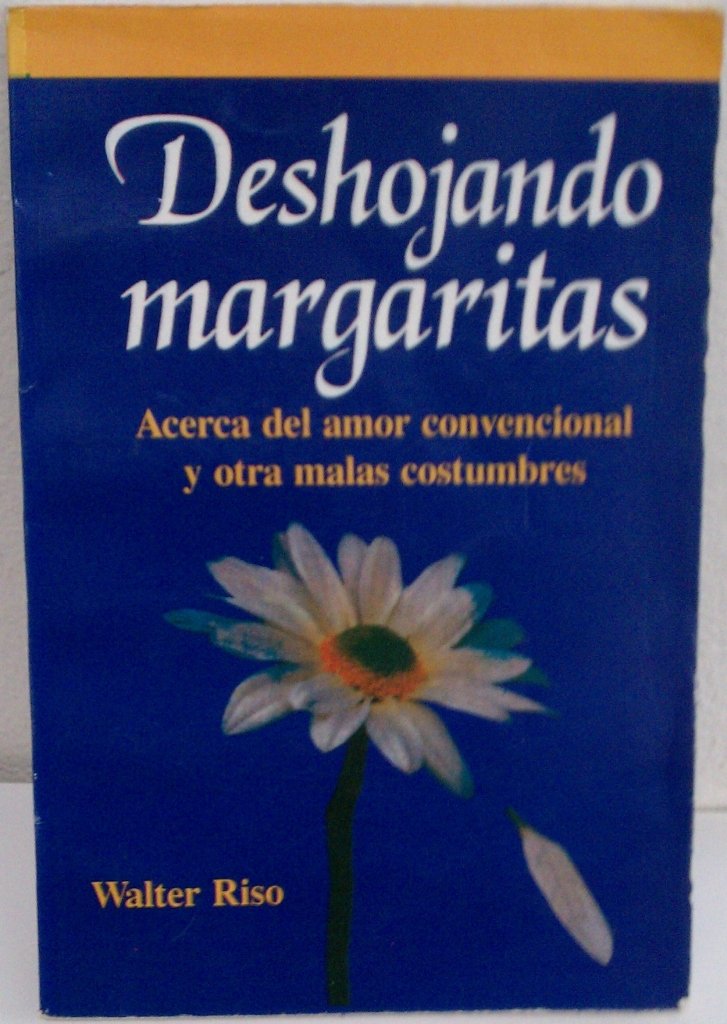 Deshojando
margaritas
Acerca del amor convencional
y otra malas costumbres
Walter Riso